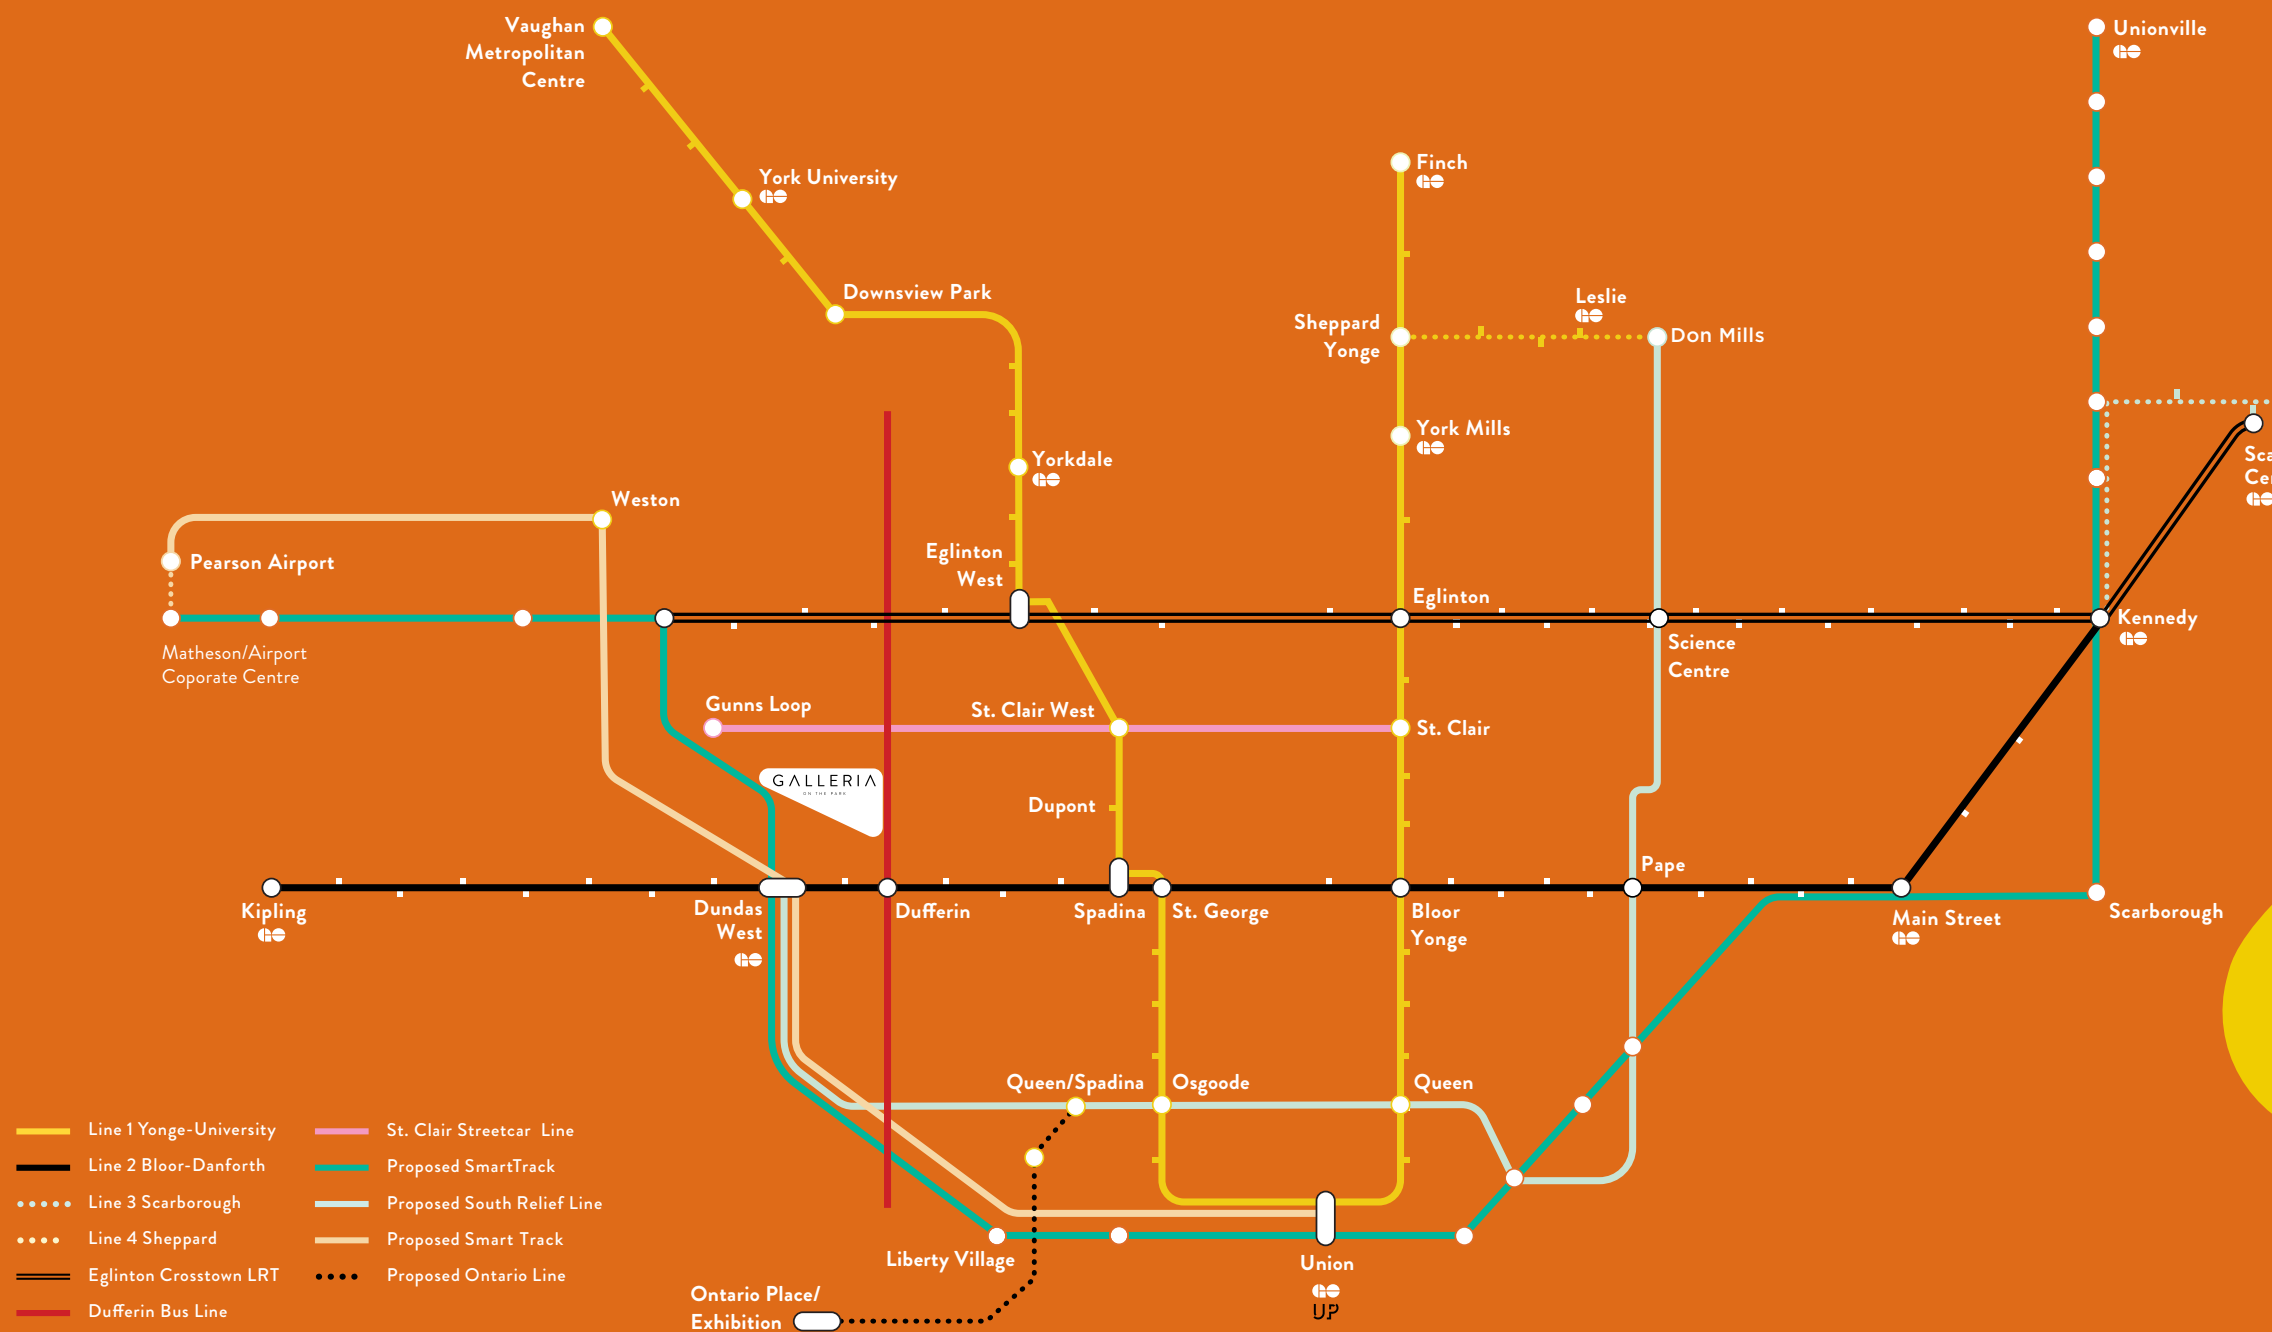 Vaughan
Metropolitan
Centre
York University
Downsview Park
Yorkdale
Eglinton
West
Finch
Sheppard
Yonge
Leslie
Don Mills
York Mills
Unionville
Weston
Pearson Airport
Matheson/Airport
Coporate Centre
Eglinton
Science
Centre
Kennedy
Gunns Loop
St. Clair West
St. Clair
GALLERIA
ON THE PARK
Dupont
Pape
Kipling
Dundas
West
Dufferin
Spadina
St. George
Bloor
Yonge
Main Street
Scarborough
Queen/Spadina
Osgoode
Queen
Liberty Village
Union
UP
Ontario Place/
Exhibition
Line 1 Yonge-University
Line 2 Bloor-Danforth
Line 3 Scarborough
Line 4 Sheppard
Eglinton Crosstown LRT
Dufferin Bus Line
St. Clair Streetcar Line
Proposed SmartTrack
Proposed South Relief Line
Proposed Smart Track
Proposed Ontario Line